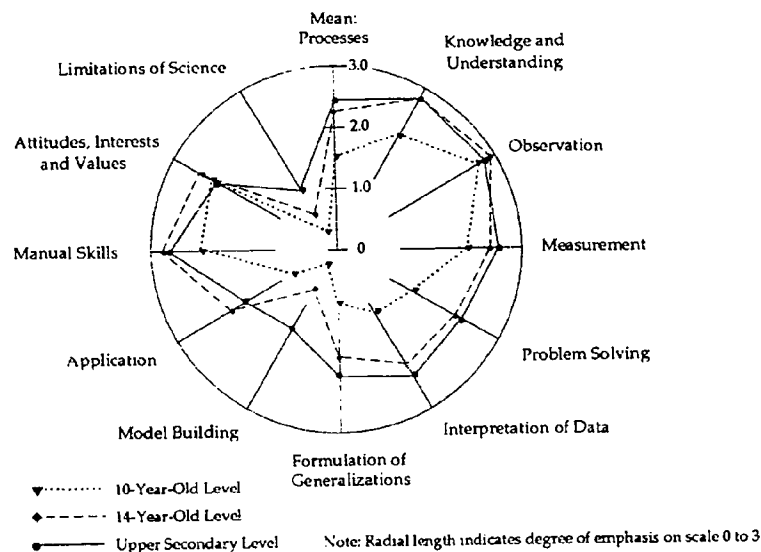 Mean:
Processes
Knowledge and
Understanding
Limitations of Science
3.0
Attitudes, Interests
and Values
2.0
Observation
1.0
Manual Skills
0
Measurement
Application
Problem Solving
Model Building
Interpretation of Data
Formulation of
Generalizations
10-Year-Old Level
14-Year-Old Level
Upper Secondary Level
Note: Radial length indicates degree of emphasis on scale 0 to 3